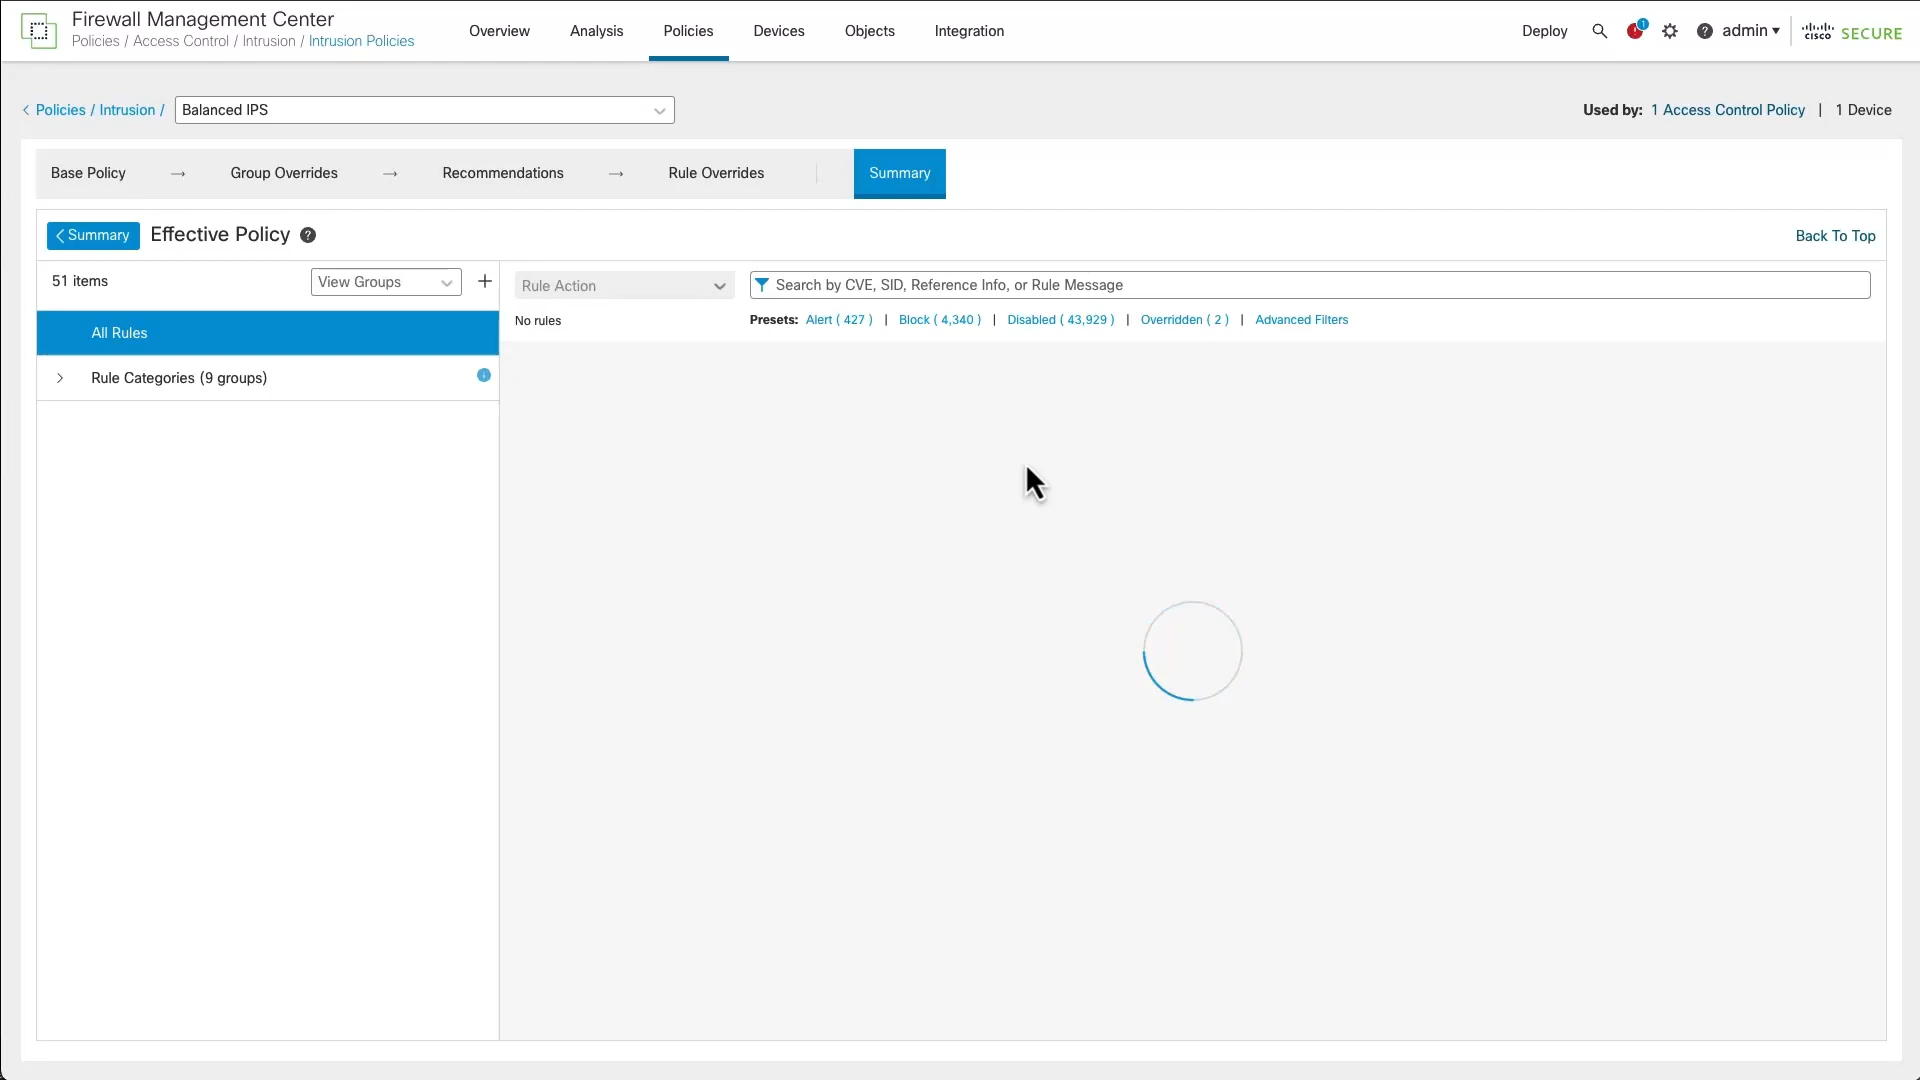 Firewall Management Center
Policies / Access Control / Intrusion / Intrusion Policies
Overview
Analysis
Policies
Devices
Objects
Integration
Deploy
1
admin
cisco SECURE
Policies / Intrusion /
Balanced IPS
Used by: 1 Access Control Policy | 1 Device
Base Policy → Group Overrides → Recommendations → Rule Overrides | Summary
Summary
Effective Policy ?
Back To Top
51 items
View Groups
+
All Rules
Rule Categories (9 groups)
Rule Action
Search by CVE, SID, Reference Info, or Rule Message
No rules
Presets: Alert ( 427 ) | Block ( 4,340 ) | Disabled ( 43,929 ) | Overridden ( 2 ) | Advanced Filters